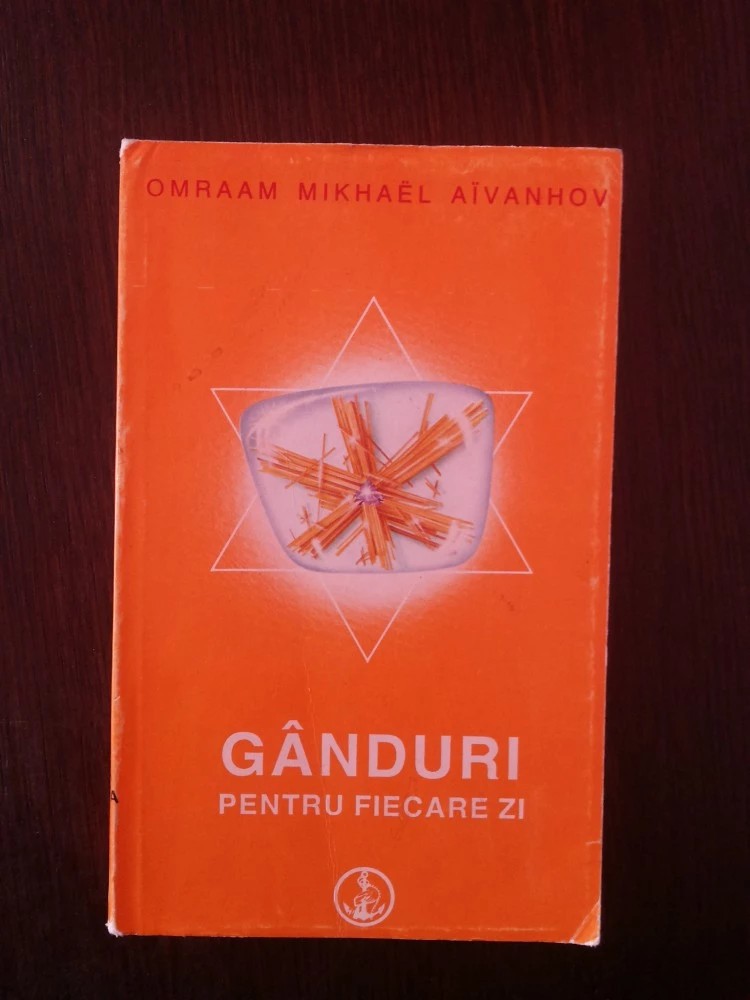 OMRAAM MIKHAËL AÏVANHOV
GÂNDURI
PENTRU FIECARE ZI